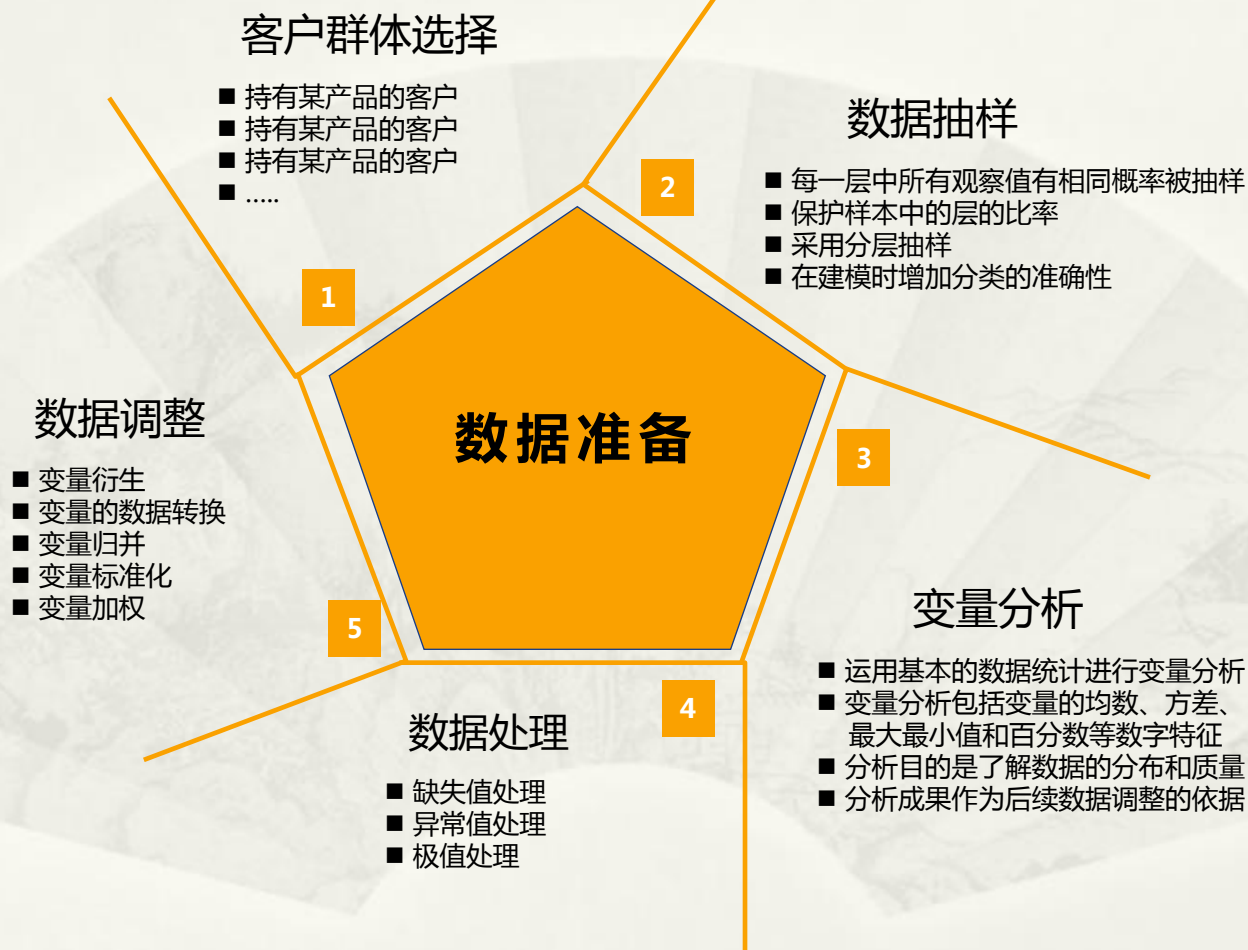 客户群体选择
■ 持有某产品的客户
■ 持有某产品的客户
■ 持有某产品的客户
■ .....
1
2
数据抽样
■ 每一层中所有观察值有相同概率被抽样
■ 保护样本中的层的比率
■ 采用分层抽样
■ 在建模时增加分类的准确性
数据准备
3
变量分析
■ 运用基本的数据统计进行变量分析
■ 变量分析包括变量的均数、方差、
最大最小值和百分数等数字特征
■ 分析目的是了解数据的分布和质量
■ 分析成果作为后续数据调整的依据
4
数据处理
■ 缺失值处理
■ 异常值处理
■ 极值处理
5
数据调整
■ 变量衍生
■ 变量的数据转换
■ 变量归并
■ 变量标准化
■ 变量加权